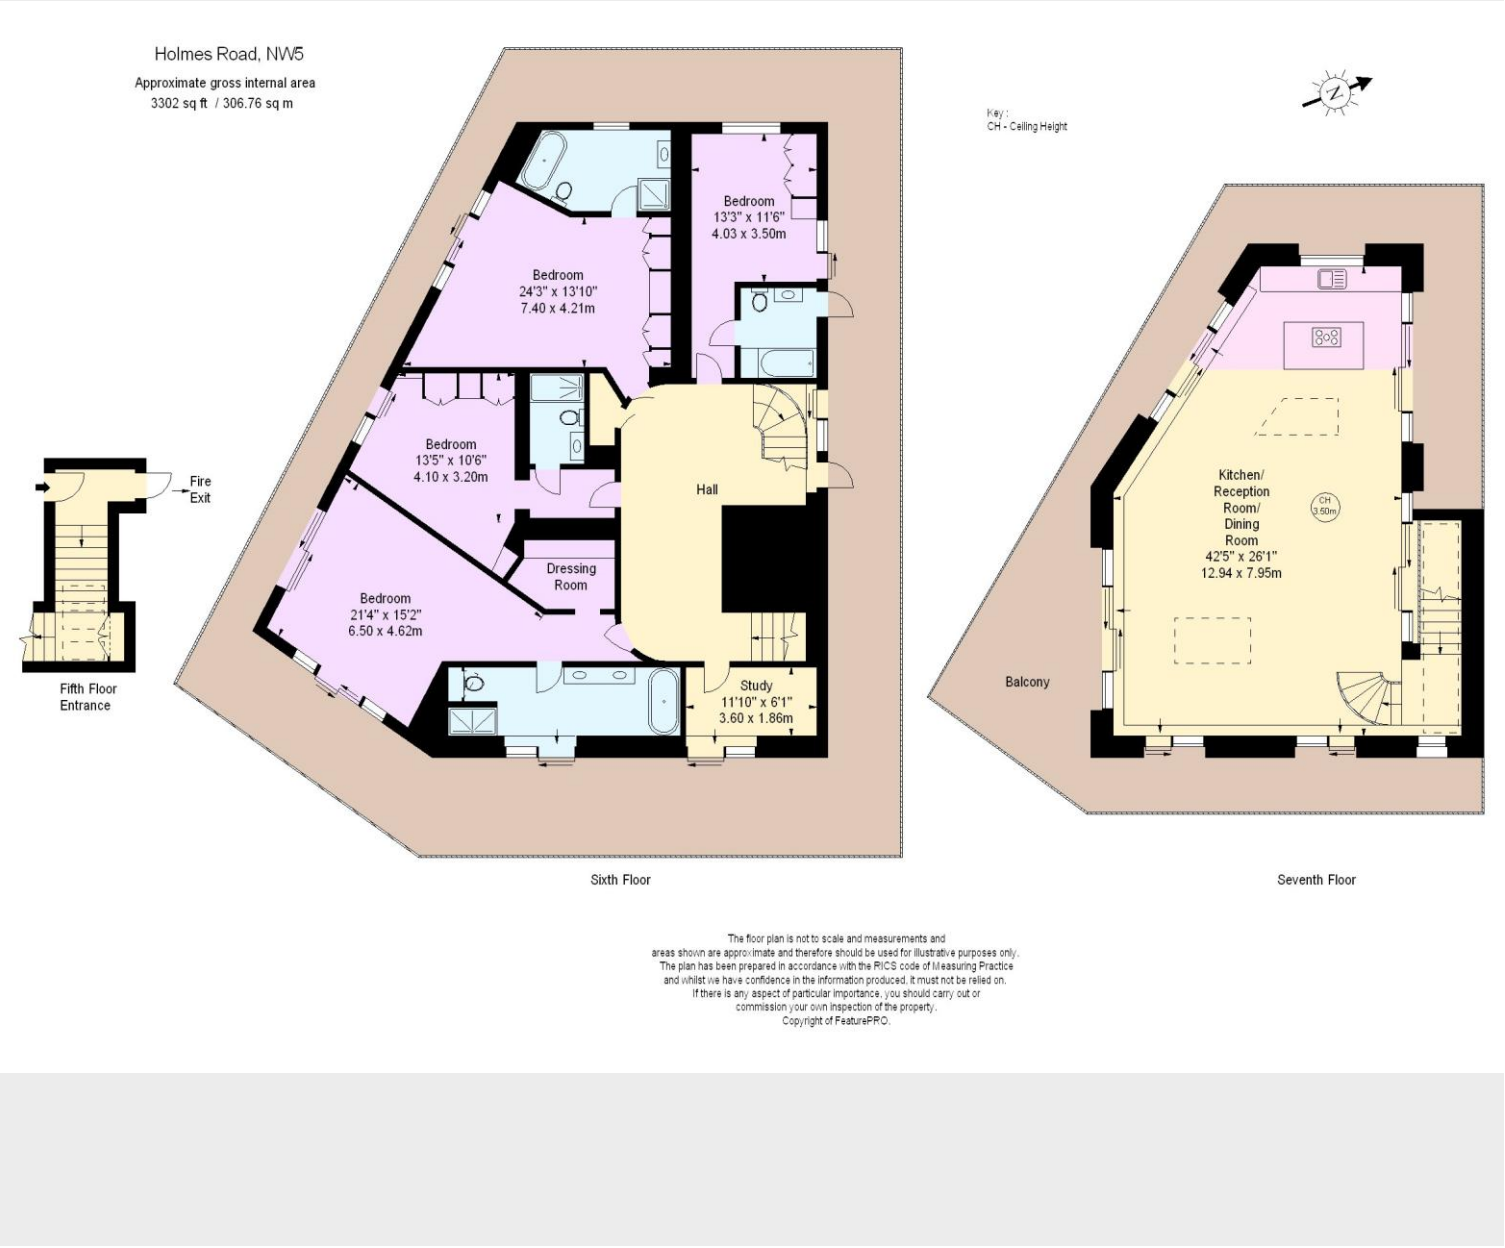 Holmes Road, NW5
Approximate gross internal area
3302 sq ft / 306.76 sq m
Key :
CH - Ceiling Height
N
Bedroom
13'3" x 11'6"
4.03 x 3.50m
Bedroom
24'3" x 13'10"
7.40 x 4.21m
Bedroom
13'5" x 10'6"
4.10 x 3.20m
Hall
Dressing
Room
Bedroom
21'4" x 15'2"
6.50 x 4.62m
Study
11'10" x 6'1"
3.60 x 1.86m
Fire
Exit
Fifth Floor
Entrance
Kitchen/
Reception
Room/
Dining
Room
42'5" x 26'1"
12.94 x 7.95m
CH
3.50m
Balcony
Sixth Floor
Seventh Floor
The floor plan is not to scale and measurements and
areas shown are approximate and therefore should be used for illustrative purposes only.
The plan has been prepared in accordance with the RICS code of Measuring Practice
and whilst we have confidence in the information produced, it must not be relied on.
If there is any aspect of particular importance, you should carry out or
commission your own inspection of the property.
Copyright of FeaturePRO.